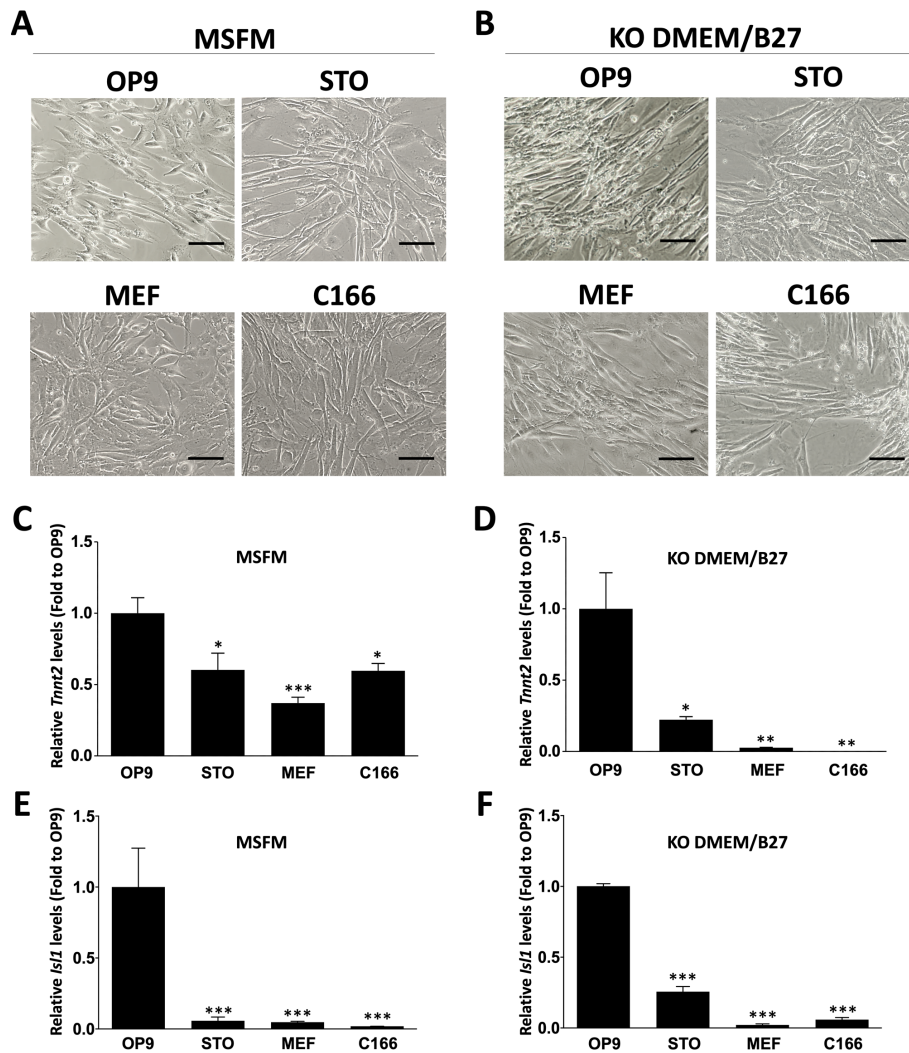 A
MSFM
OP9 STO
MEF C166
B
KO DMEM/B27
OP9 STO
MEF C166
C
Relative Tnnt2 levels (Fold to OP9)
MSFM
1.5
1.0
0.5
0.0
*
***
*
OP9 STO MEF C166
D
Relative Tnnt2 levels (Fold to OP9)
KO DMEM/B27
1.5
1.0
0.5
0.0
*
**
**
OP9 STO MEF C166
E
Relative Isl1 levels (Fold to OP9)
MSFM
1.5
1.0
0.5
0.0
*** *** ***
OP9 STO MEF C166
F
Relative Isl1 levels (Fold to OP9)
KO DMEM/B27
1.5
1.0
0.5
0.0
***
***
***
OP9 STO MEF C166